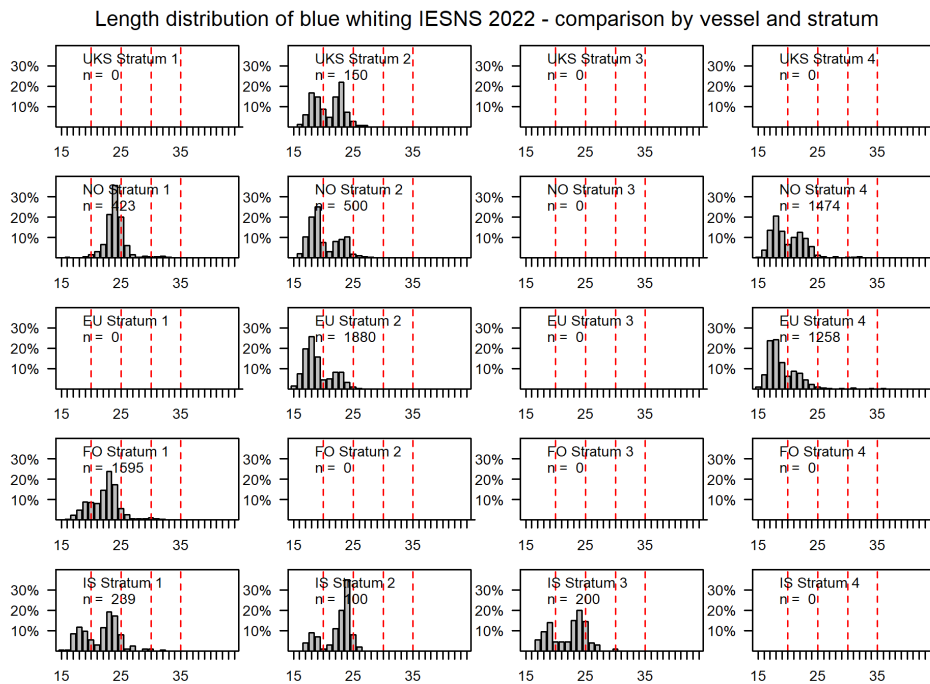 Length distribution of blue whiting IESNS 2022 - comparison by vessel and stratum
UKS Stratum 1
n = 0
30%
20%
10%
15 25 35
UKS Stratum 2
n = 150
30%
20%
10%
15 25 35
UKS Stratum 3
n = 0
30%
20%
10%
15 25 35
UKS Stratum 4
n = 0
30%
20%
10%
15 25 35
NO Stratum 1
n = 423
30%
20%
10%
15 25 35
NO Stratum 2
n = 500
30%
20%
10%
15 25 35
NO Stratum 3
n = 0
30%
20%
10%
15 25 35
NO Stratum 4
n = 1474
30%
20%
10%
15 25 35
EU Stratum 1
n = 0
30%
20%
10%
15 25 35
EU Stratum 2
n = 1880
30%
20%
10%
15 25 35
EU Stratum 3
n = 0
30%
20%
10%
15 25 35
EU Stratum 4
n = 1258
30%
20%
10%
15 25 35
FO Stratum 1
n = 1595
30%
20%
10%
15 25 35
FO Stratum 2
n = 0
30%
20%
10%
15 25 35
FO Stratum 3
n = 0
30%
20%
10%
15 25 35
FO Stratum 4
n = 0
30%
20%
10%
15 25 35
IS Stratum 1
n = 239
30%
20%
10%
15 25 35
IS Stratum 2
n = 100
30%
20%
10%
15 25 35
IS Stratum 3
n = 200
30%
20%
10%
15 25 35
IS Stratum 4
n = 0
30%
20%
10%
15 25 35